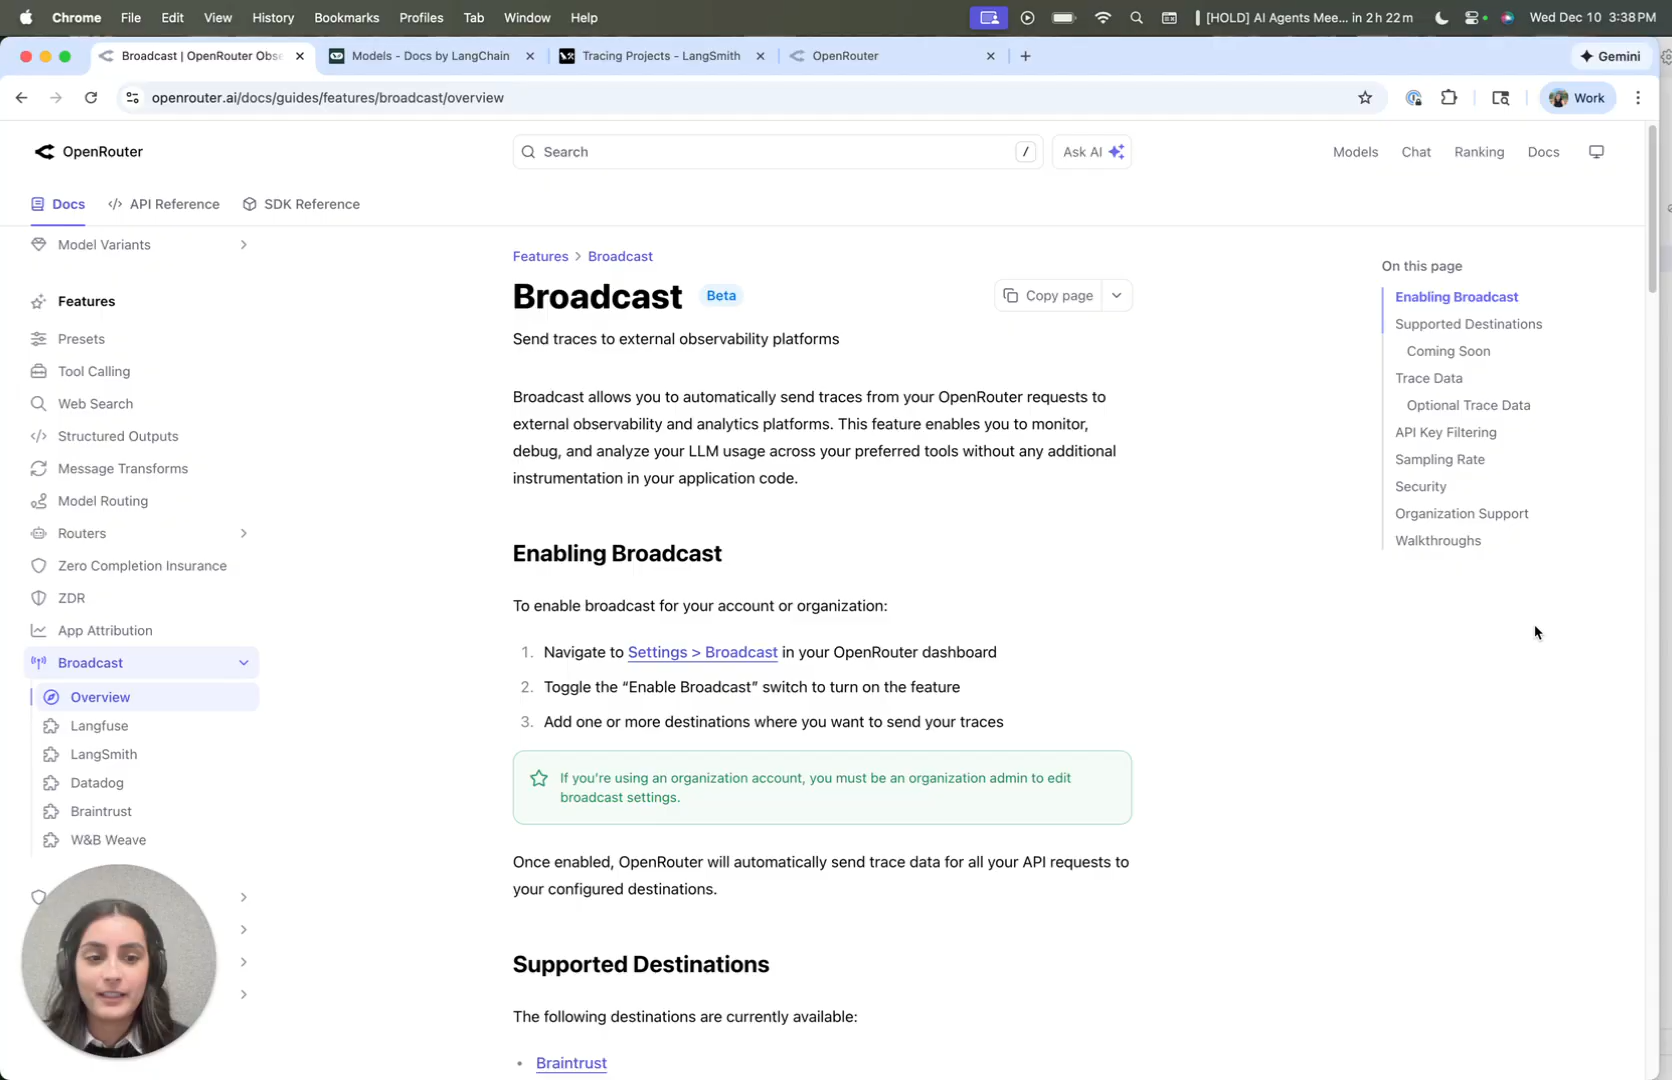 Chrome File Edit View History Bookmarks Profiles Tab Window Help [HOLD] AI Agents Mee... in 2 h 22 m Wed Dec 10 3:38 PM
Broadcast | OpenRouter Obse
Models - Docs by LangChain
Tracing Projects - LangSmith
OpenRouter
Gemini
openrouter.ai/docs/guides/features/broadcast/overview
Work
OpenRouter
Search /
Ask AI
Models Chat Ranking Docs
Docs API Reference SDK Reference
Model Variants
Features
Presets
Tool Calling
Web Search
Structured Outputs
Message Transforms
Model Routing
Routers
Zero Completion Insurance
ZDR
App Attribution
Broadcast
Overview
Langfuse
LangSmith
Datadog
Braintrust
W&B Weave
Features > Broadcast
Broadcast Beta
Copy page
Send traces to external observability platforms
Broadcast allows you to automatically send traces from your OpenRouter requests to
external observability and analytics platforms. This feature enables you to monitor,
debug, and analyze your LLM usage across your preferred tools without any additional
instrumentation in your application code.
Enabling Broadcast
To enable broadcast for your account or organization:
1. Navigate to Settings > Broadcast in your OpenRouter dashboard
2. Toggle the “Enable Broadcast” switch to turn on the feature
3. Add one or more destinations where you want to send your traces
If you're using an organization account, you must be an organization admin to edit
broadcast settings.
Once enabled, OpenRouter will automatically send trace data for all your API requests to
your configured destinations.
Supported Destinations
The following destinations are currently available:
• Braintrust
On this page
Enabling Broadcast
Supported Destinations
Coming Soon
Trace Data
Optional Trace Data
API Key Filtering
Sampling Rate
Security
Organization Support
Walkthroughs